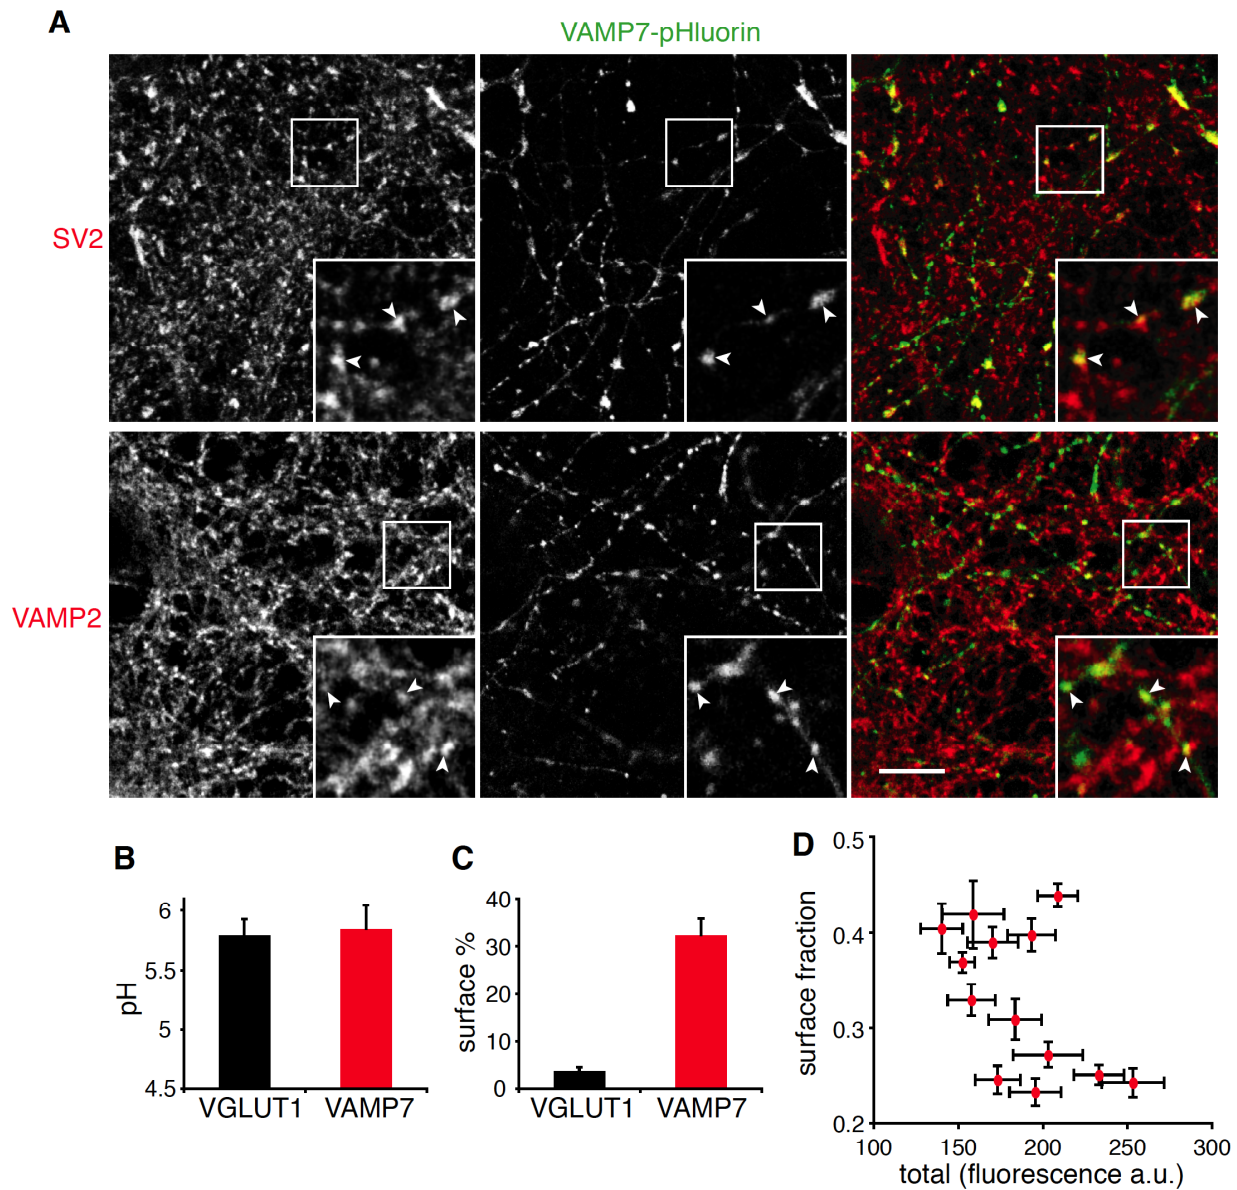 A
VAMP7-pHluorin
SV2
VAMP2
B
6
5.5
5
4.5
pH
VGLUT1 VAMP7
C
40
30
20
10
0
surface %
VGLUT1 VAMP7
D
0.5
0.4
0.3
0.2
surface fraction
100 150 200 250 300
total (fluorescence a.u.)